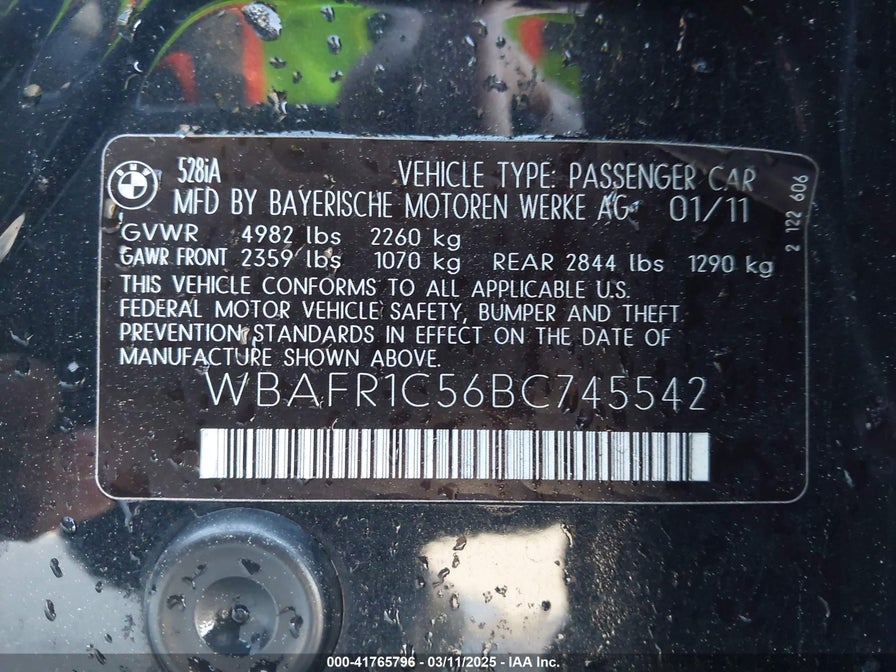 528iA VEHICLE TYPE: PASSENGER CAR
MFD BY BAYERISCHE MOTOREN WERKE AG 01/11
GVWR 4982 lbs 2260 kg
GAWR FRONT 2359 lbs 1070 kg REAR 2844 lbs 1290 kg
THIS VEHICLE CONFORMS TO ALL APPLICABLE U.S.
FEDERAL MOTOR VEHICLE SAFETY, BUMPER AND THEFT
PREVENTION STANDARDS IN EFFECT ON THE DATE OF
MANUFACTURE SHOWN ABOVE.
WBAFR1C56BC745542
2 122 606
000-41765796 - 03/11/2025 - IAA Inc.